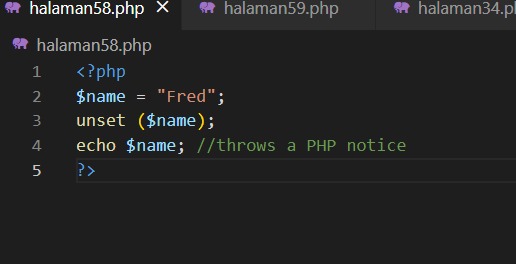 halaman58.php × halaman59.php halaman34.p
halaman58.php
1 <?php
2 $name = "Fred";
3 unset ($name);
4 echo $name; //throws a PHP notice
5 ?>